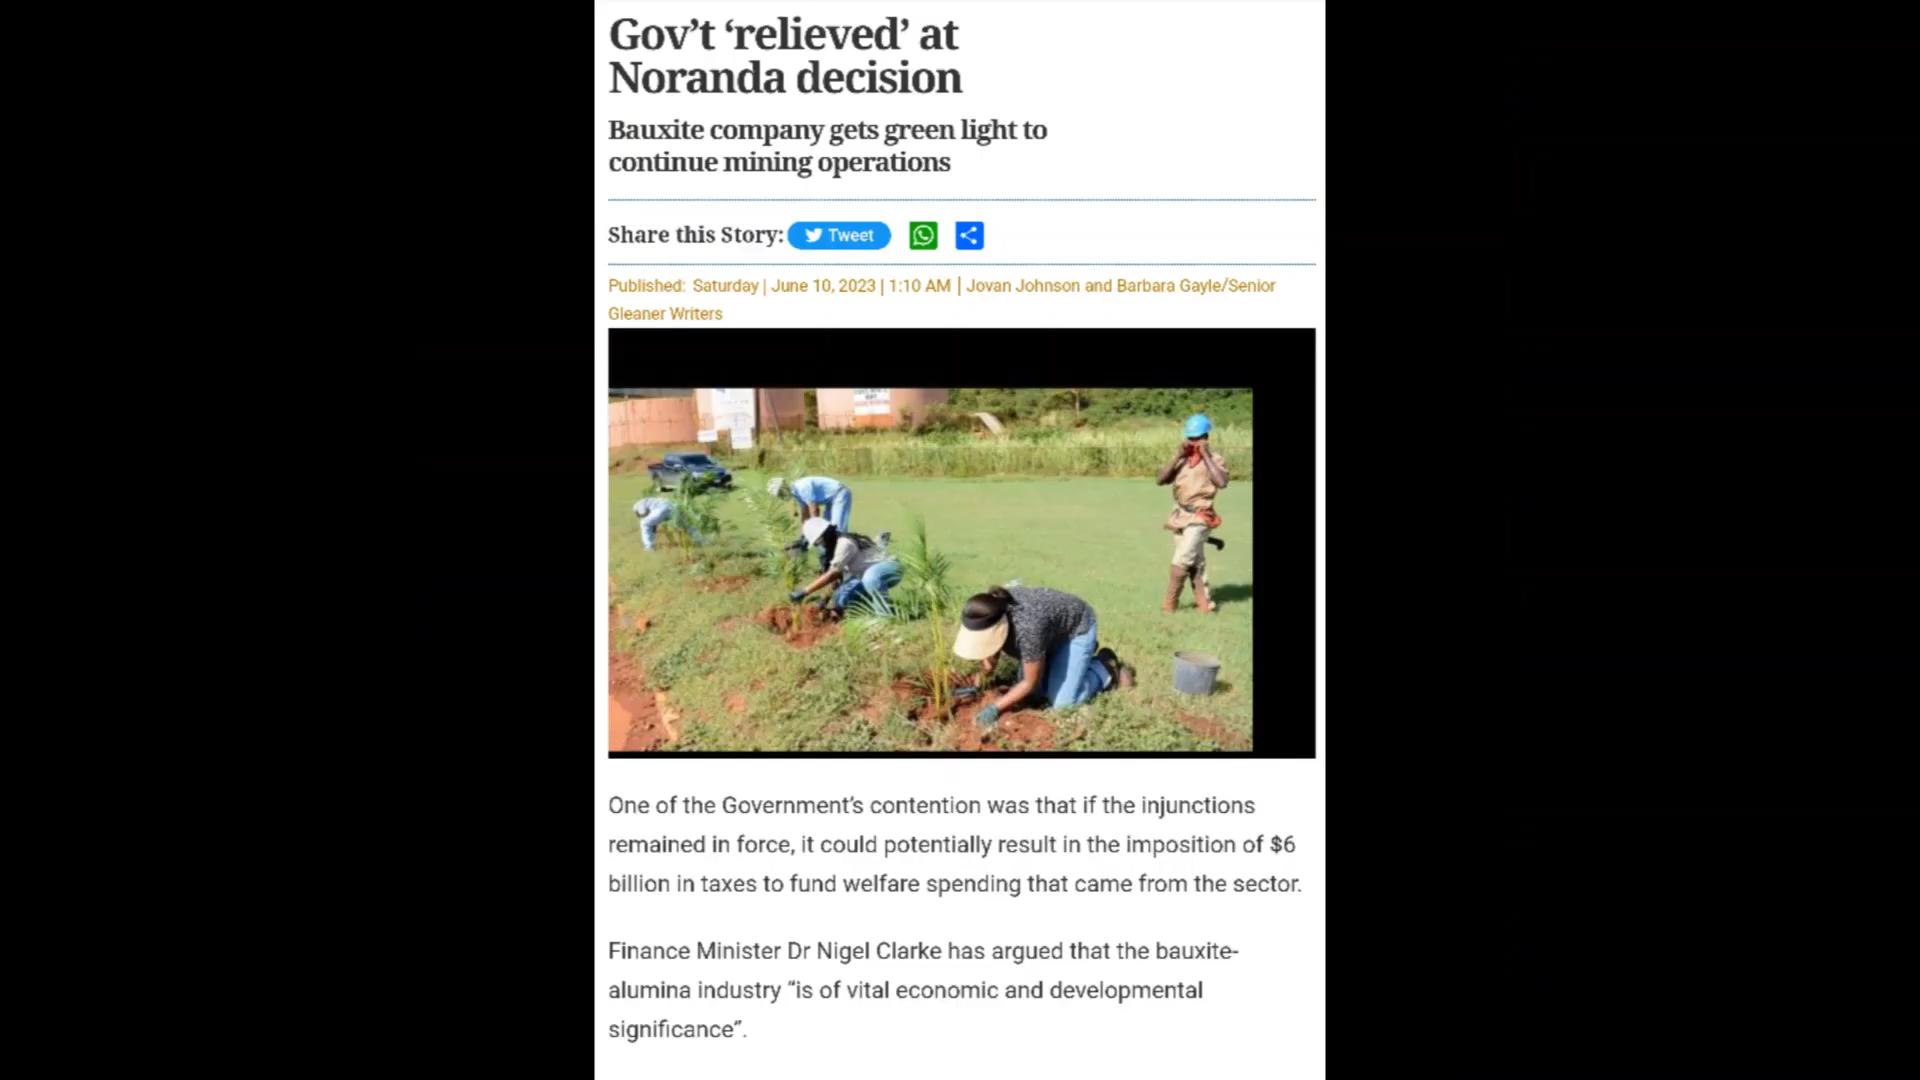 Gov’t ‘relieved’ at
Noranda decision
Bauxite company gets green light to
continue mining operations
Share this Story: Tweet
Published: Saturday | June 10, 2023 | 1:10 AM | Jovan Johnson and Barbara Gayle/Senior
Gleaner Writers
One of the Government’s contention was that if the injunctions
remained in force, it could potentially result in the imposition of $6
billion in taxes to fund welfare spending that came from the sector.
Finance Minister Dr Nigel Clarke has argued that the bauxite-
alumina industry “is of vital economic and developmental
significance”.